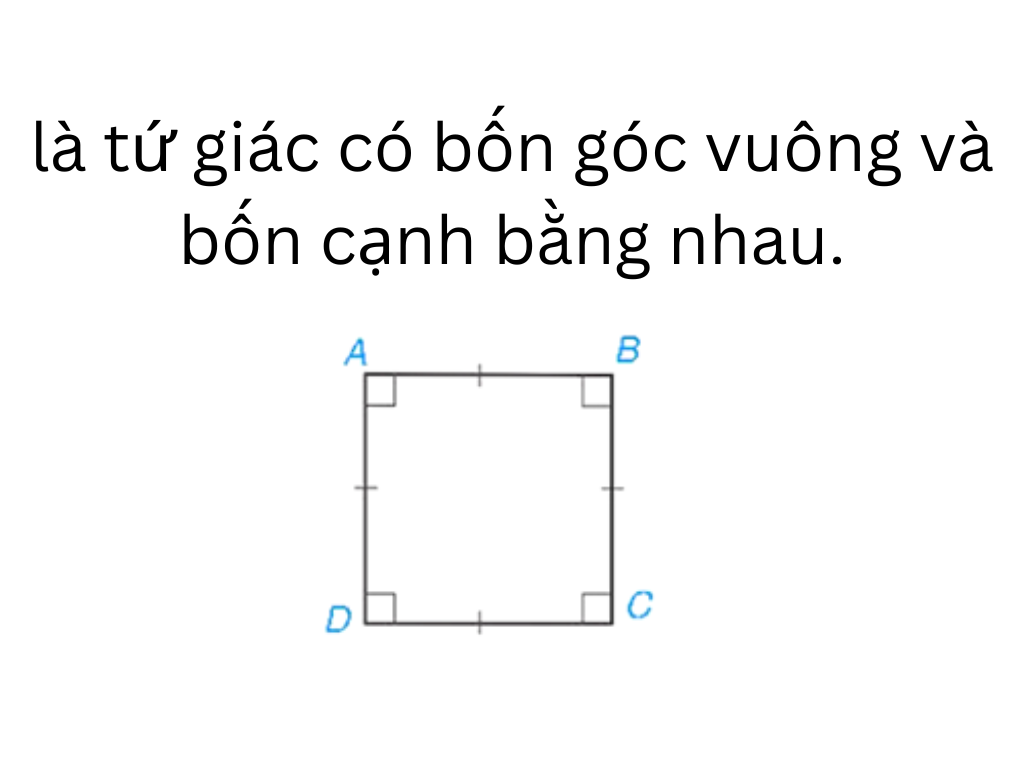 là tứ giác có bốn góc vuông và
bốn cạnh bằng nhau.
A B
D C